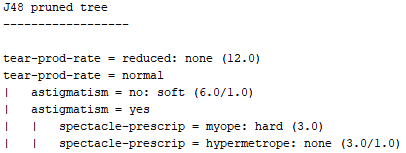 J48 pruned tree
------------------
tear-prod-rate = reduced: none (12.0)
tear-prod-rate = normal
|   astigmatism = no: soft (6.0/1.0)
|   astigmatism = yes
|   |   spectacle-prescrip = myope: hard (3.0)
|   |   spectacle-prescrip = hypermetrope: none (3.0/1.0)